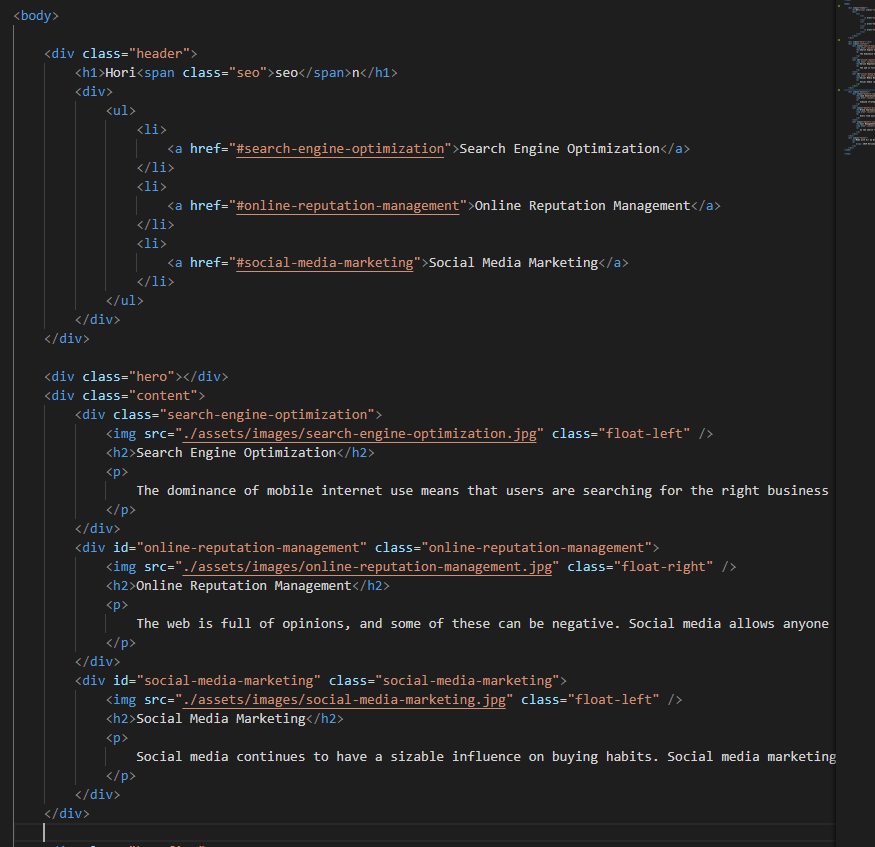 <body>
<div class="header">
<h1>Hori<span class="seo">seo</span>n</h1>
<div>
<ul>
<li>
<a href="#search-engine-optimization">Search Engine Optimization</a>
</li>
<li>
<a href="#online-reputation-management">Online Reputation Management</a>
</li>
<li>
<a href="#social-media-marketing">Social Media Marketing</a>
</li>
</ul>
</div>
</div>
<div class="hero"></div>
<div class="content">
<div class="search-engine-optimization">
<img src="./assets/images/search-engine-optimization.jpg" class="float-left" />
<h2>Search Engine Optimization</h2>
<p>
The dominance of mobile internet use means that users are searching for the right business
</p>
</div>
<div id="online-reputation-management" class="online-reputation-management">
<img src="./assets/images/online-reputation-management.jpg" class="float-right" />
<h2>Online Reputation Management</h2>
<p>
The web is full of opinions, and some of these can be negative. Social media allows anyone
</p>
</div>
<div id="social-media-marketing" class="social-media-marketing">
<img src="./assets/images/social-media-marketing.jpg" class="float-left" />
<h2>Social Media Marketing</h2>
<p>
Social media continues to have a sizable influence on buying habits. Social media marketing
</p>
</div>
</div>